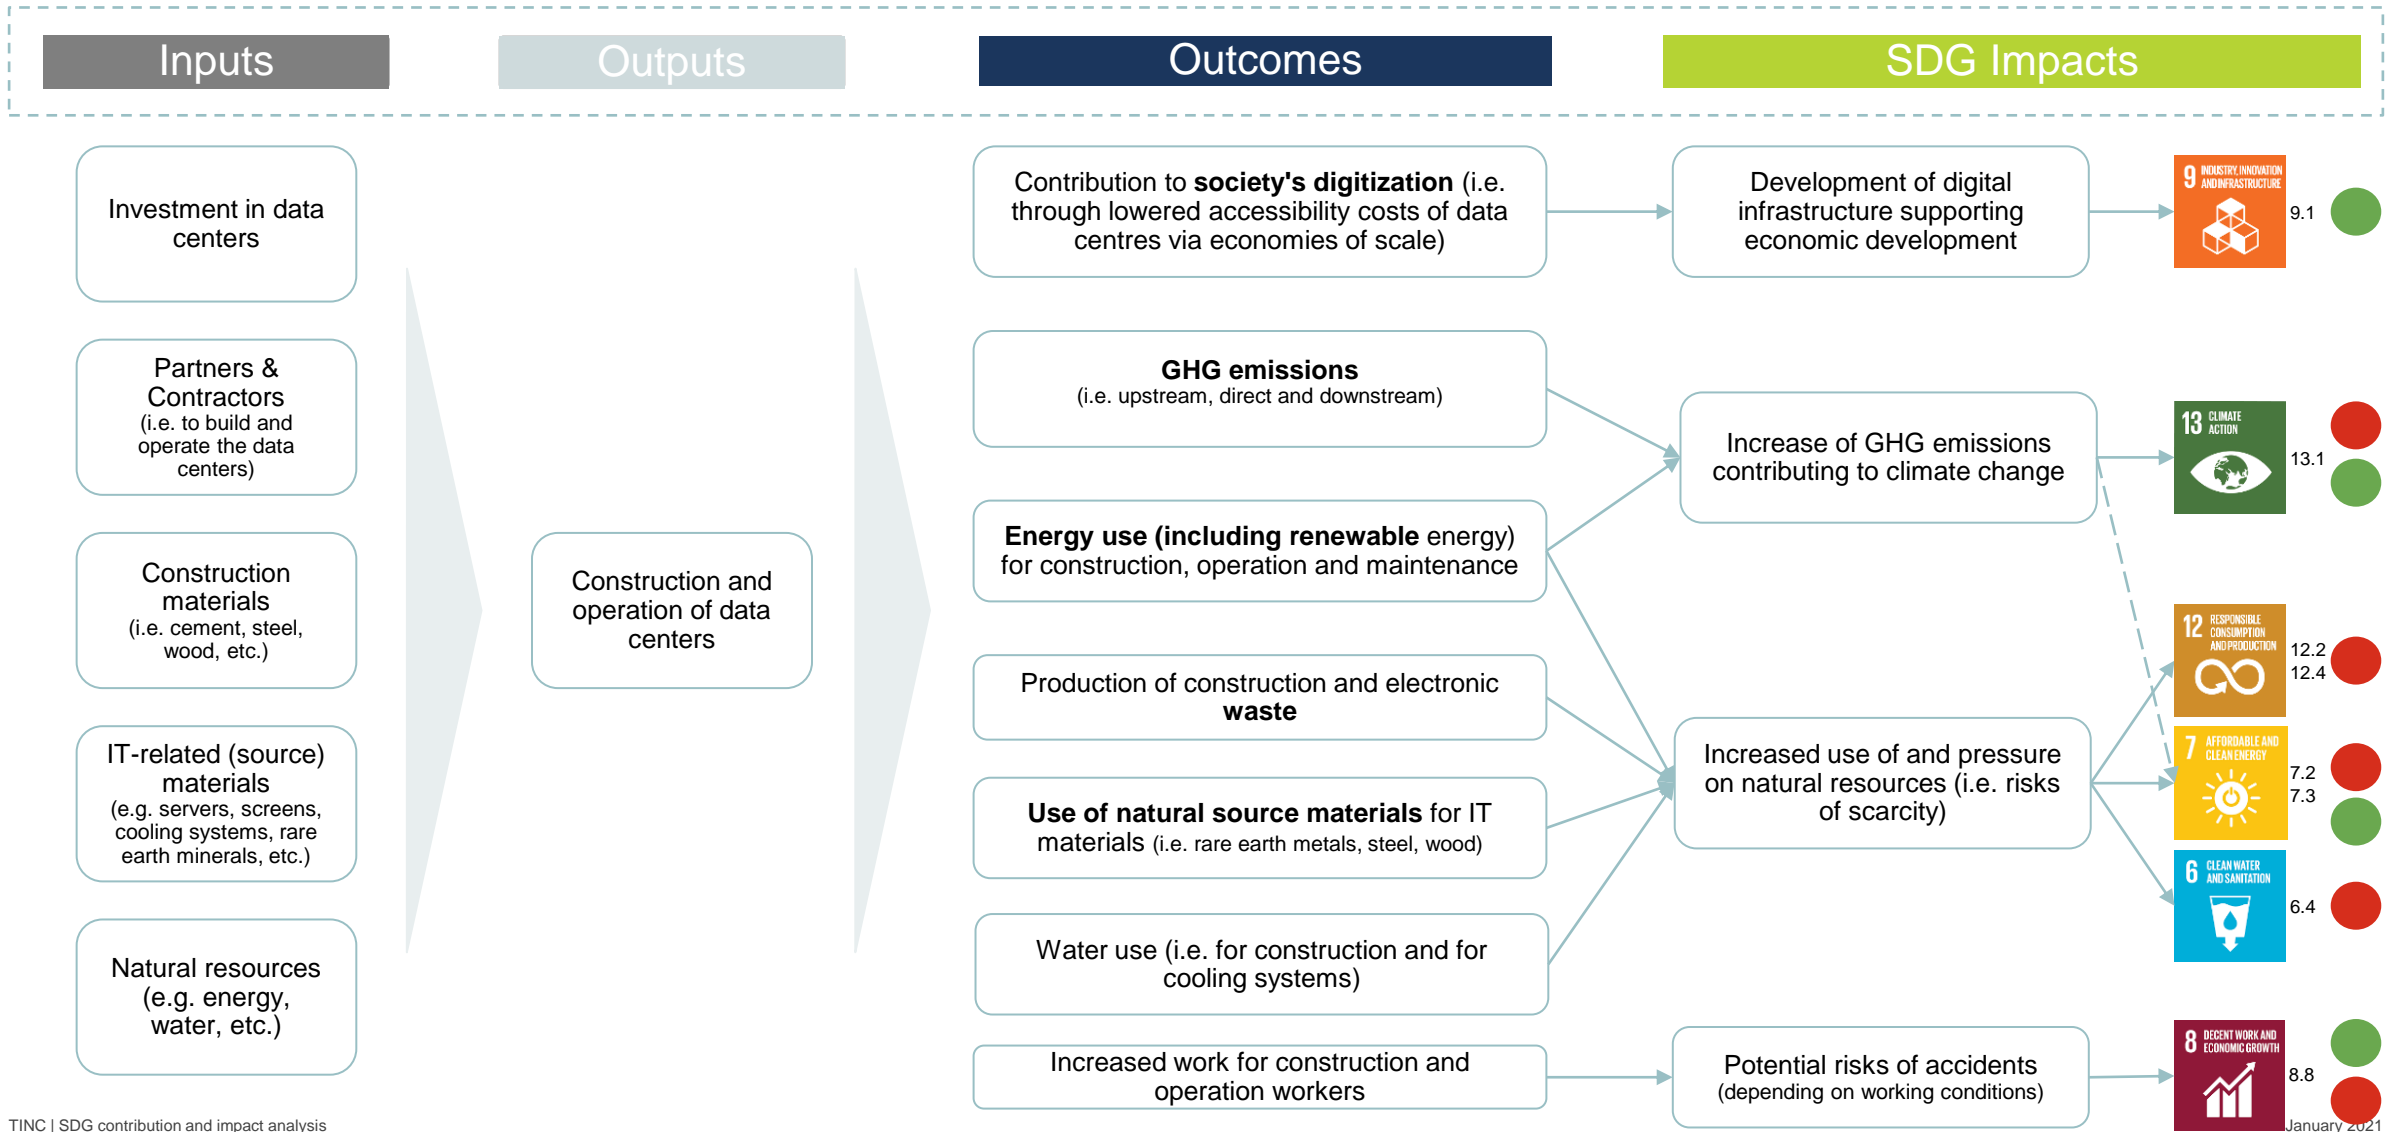 Inputs
Outputs
Outcomes
SDG Impacts
Investment in data
centers
Partners &
Contractors
(i.e. to build and
operate the data
centers)
Construction
materials
(i.e. cement, steel,
wood, etc.)
IT-related (source)
materials
(e.g. servers, screens,
cooling systems, rare
earth minerals, etc.)
Natural resources
(e.g. energy,
water, etc.)
Construction and
operation of data
centers
Contribution to society's digitization (i.e.
through lowered accessibility costs of data
centres via economies of scale)
GHG emissions
(i.e. upstream, direct and downstream)
Energy use (including renewable energy)
for construction, operation and maintenance
Production of construction and electronic
waste
Use of natural source materials for IT
materials (i.e. rare earth metals, steel, wood)
Water use (i.e. for construction and for
cooling systems)
Increased work for construction and
operation workers
Development of digital
infrastructure supporting
economic development
Increase of GHG emissions
contributing to climate change
Increased use of and pressure
on natural resources (i.e. risks
of scarcity)
Potential risks of accidents
(depending on working conditions)
9 INDUSTRY, INNOVATION
AND INFRASTRUCTURE
9.1
13 CLIMATE
ACTION
13.1
12 RESPONSIBLE
CONSUMPTION
AND PRODUCTION
12.2
12.4
7 AFFORDABLE AND
CLEAN ENERGY
7.2
7.3
6 CLEAN WATER
AND SANITATION
6.4
8 DECENT WORK AND
ECONOMIC GROWTH
8.8
TINC | SDG contribution and impact analysis
January 2021